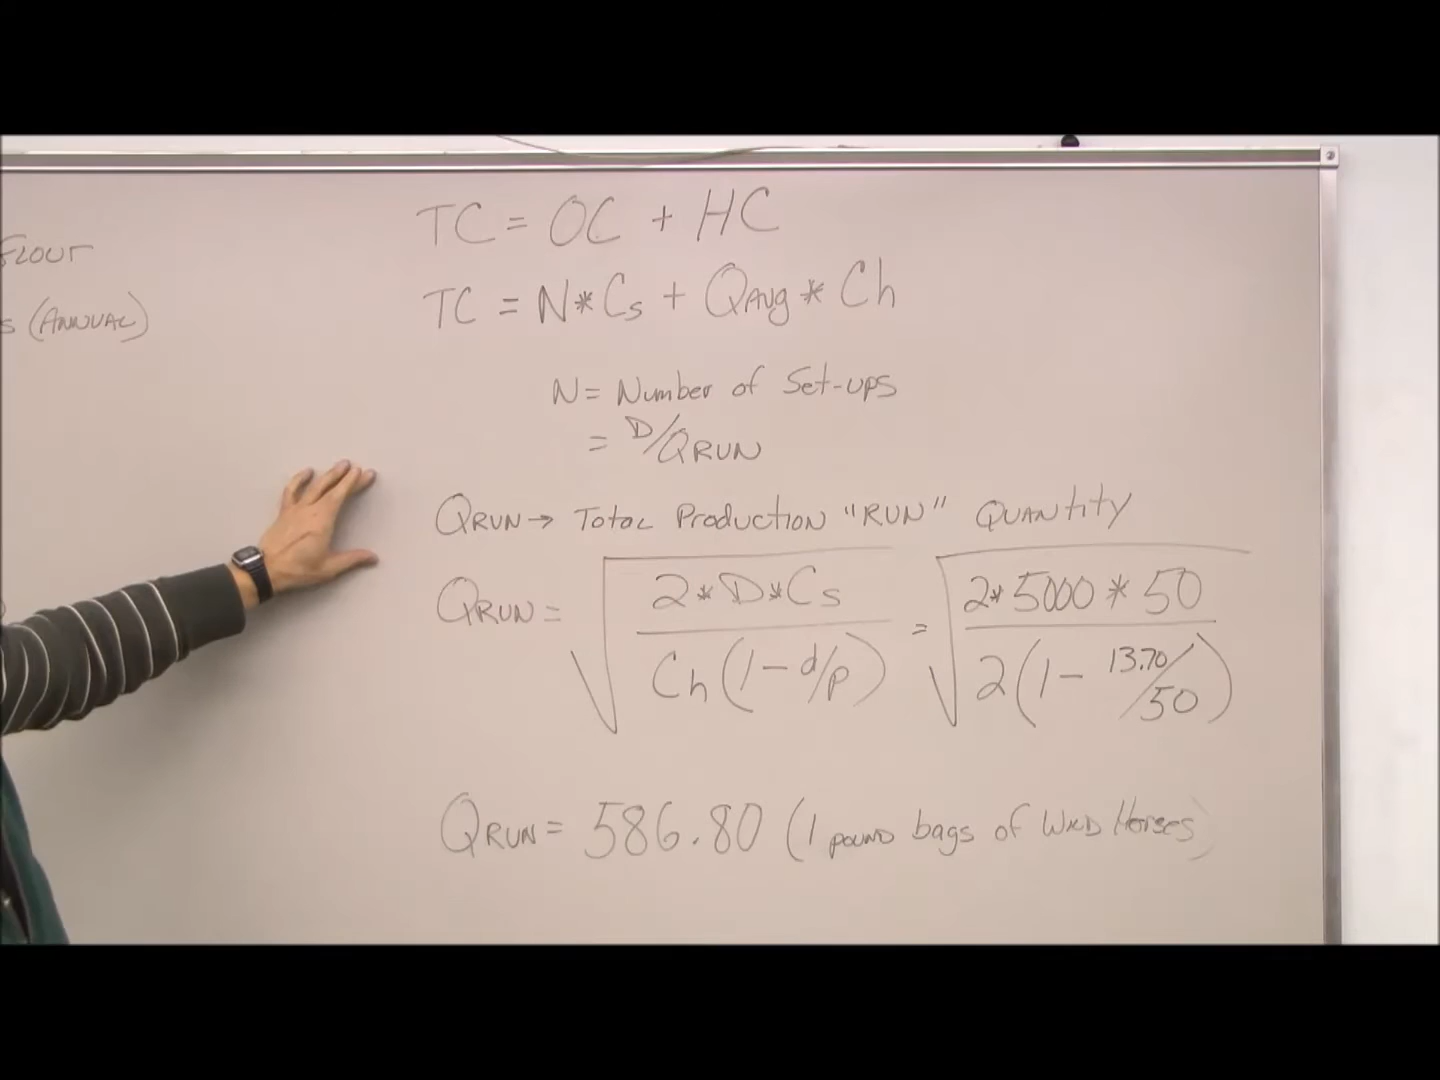 FLOUR
s (ANNUAL)
TC = OC + HC
TC = N*Cs + QAvg * Ch
N = Number of Set-ups
= D/QRUN
QRUN → Total Production "RUN" Quantity
QRUN = √(2*D*Cs / Ch(1-d/p)) = √(2*5000*50 / 2(1-13.70/50))
QRUN = 586.80 (1 pound bags of Wild Horses)